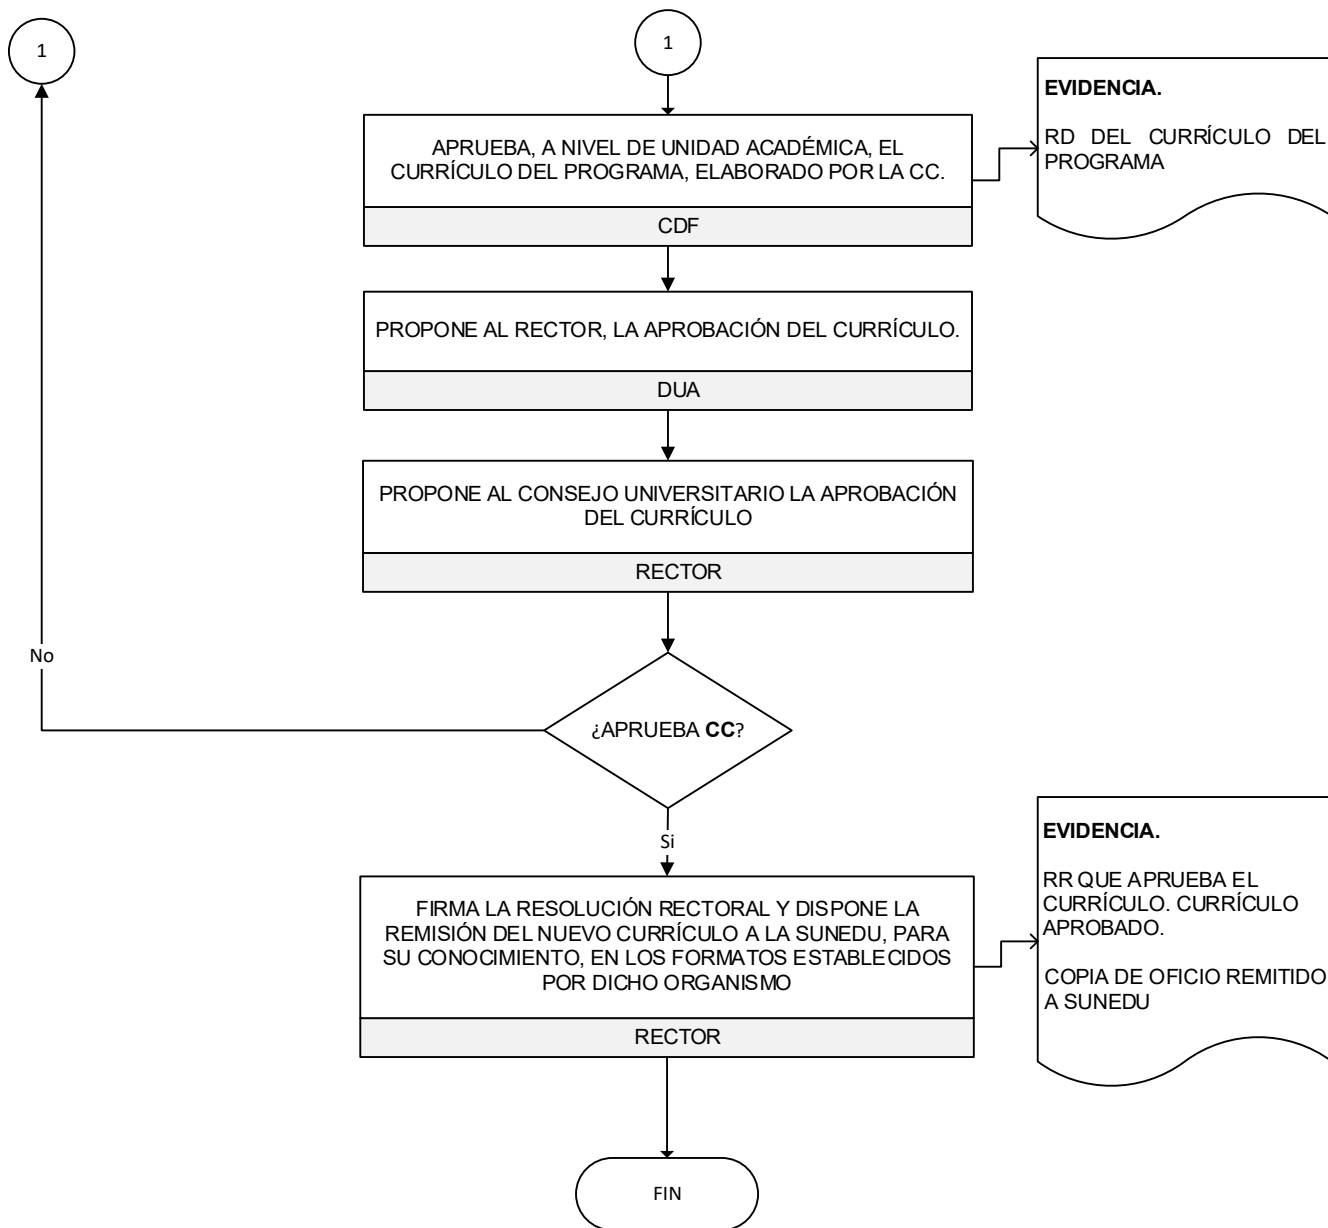 1
1
APRUEBA, A NIVEL DE UNIDAD ACADÉMICA, EL
CURRÍCULO DEL PROGRAMA, ELABORADO POR LA CC.
CDF
EVIDENCIA.
RD DEL CURRÍCULO DEL
PROGRAMA
PROPONE AL RECTOR, LA APROBACIÓN DEL CURRÍCULO.
DUA
PROPONE AL CONSEJO UNIVERSITARIO LA APROBACIÓN
DEL CURRÍCULO
RECTOR
No
¿APRUEBA CC?
Si
FIRMA LA RESOLUCIÓN RECTORAL Y DISPONE LA
REMISIÓN DEL NUEVO CURRÍCULO A LA SUNEDU, PARA
SU CONOCIMIENTO, EN LOS FORMATOS ESTABLECIDOS
POR DICHO ORGANISMO
RECTOR
EVIDENCIA.
RR QUE APRUEBA EL
CURRÍCULO. CURRÍCULO
APROBADO.
COPIA DE OFICIO REMITIDO
A SUNEDU
FIN